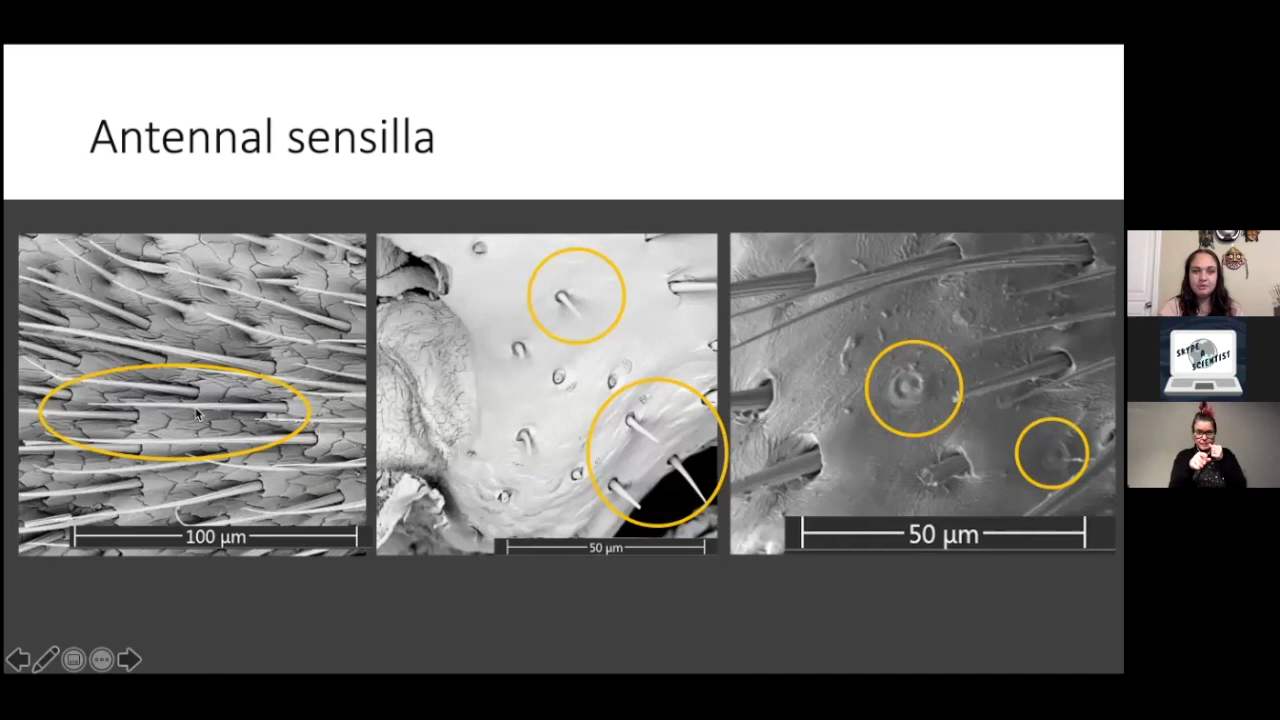 Antennal sensilla
100 µm
50 µm
50 µm
SKYPE
A
SCIENTIST